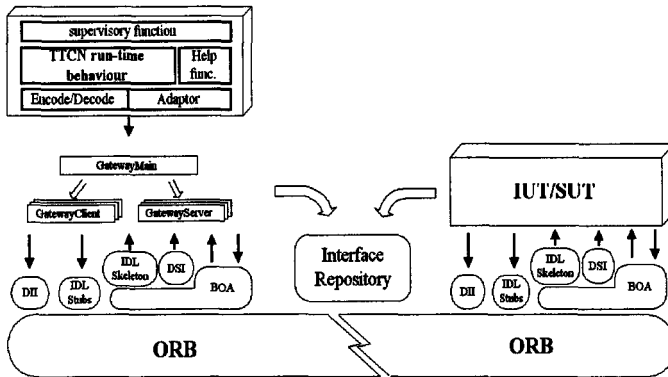 supervisory function
TTCN run-time
behaviour
Help
func.
Encode/Decode
Adaptor
GatewayMain
GatewayClient
GatewayServer
IUT/SUT
DII
IDL
Stubs
IDL
Skeleton
DSI
BOA
Interface
Repository
DII
IDL
Stubs
IDL
Skeleton
DSI
BOA
ORB
ORB